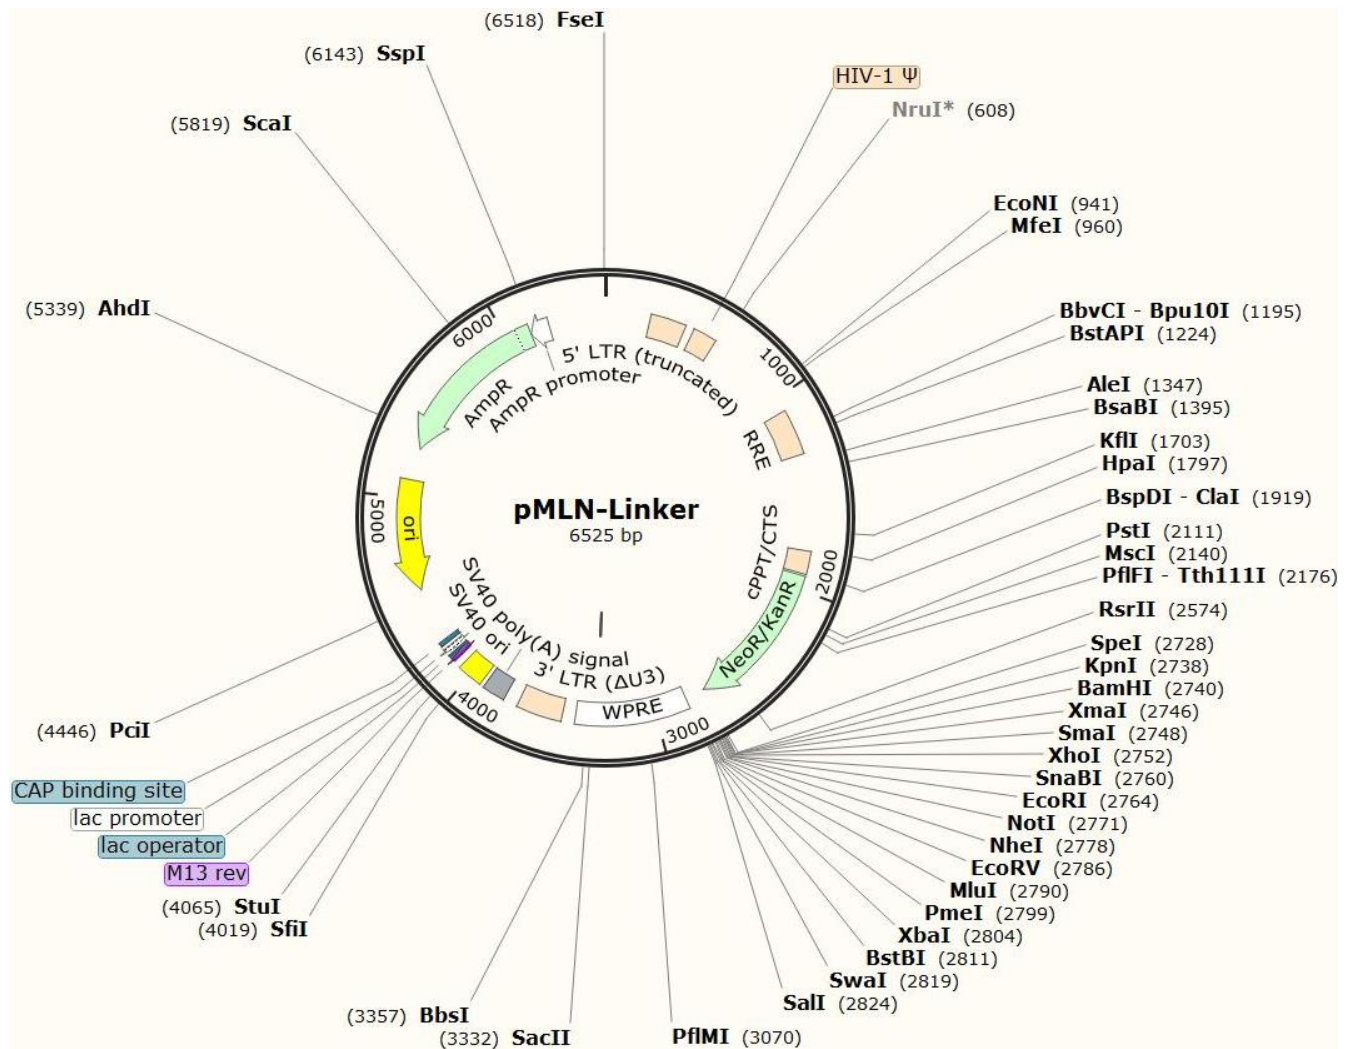 (6518) FseI
(6143) SspI
HIV-1 Ψ
NruI* (608)
(5819) ScaI
EcoNI (941)
MfeI (960)
(5339) AhdI
BbvCI - Bpu10I (1195)
BstAPI (1224)
6000
1000
5' LTR (truncated)
AmpR promoter
AmpR
AleI (1347)
BsaBI (1395)
RRE
KflI (1703)
HpaI (1797)
BspDI - ClaI (1919)
pMLN-Linker
6525 bp
5000
ori
cPPT/CTS
2000
PstI (2111)
MscI (2140)
PflFI - Tth111I (2176)
NeoR/KanR
RsrII (2574)
SV40 poly(A) signal
SV40 ori
3' LTR (ΔU3)
WPRE
4000
3000
SpeI (2728)
KpnI (2738)
BamHI (2740)
XmaI (2746)
SmaI (2748)
XhoI (2752)
SnaBI (2760)
EcoRI (2764)
NotI (2771)
NheI (2778)
EcoRV (2786)
MluI (2790)
PmeI (2799)
XbaI (2804)
BstBI (2811)
SwaI (2819)
SalI (2824)
(4446) PciI
CAP binding site
lac promoter
lac operator
M13 rev
(4065) StuI
(4019) SfiI
(3357) BbsI
(3332) SacII
PflMI (3070)